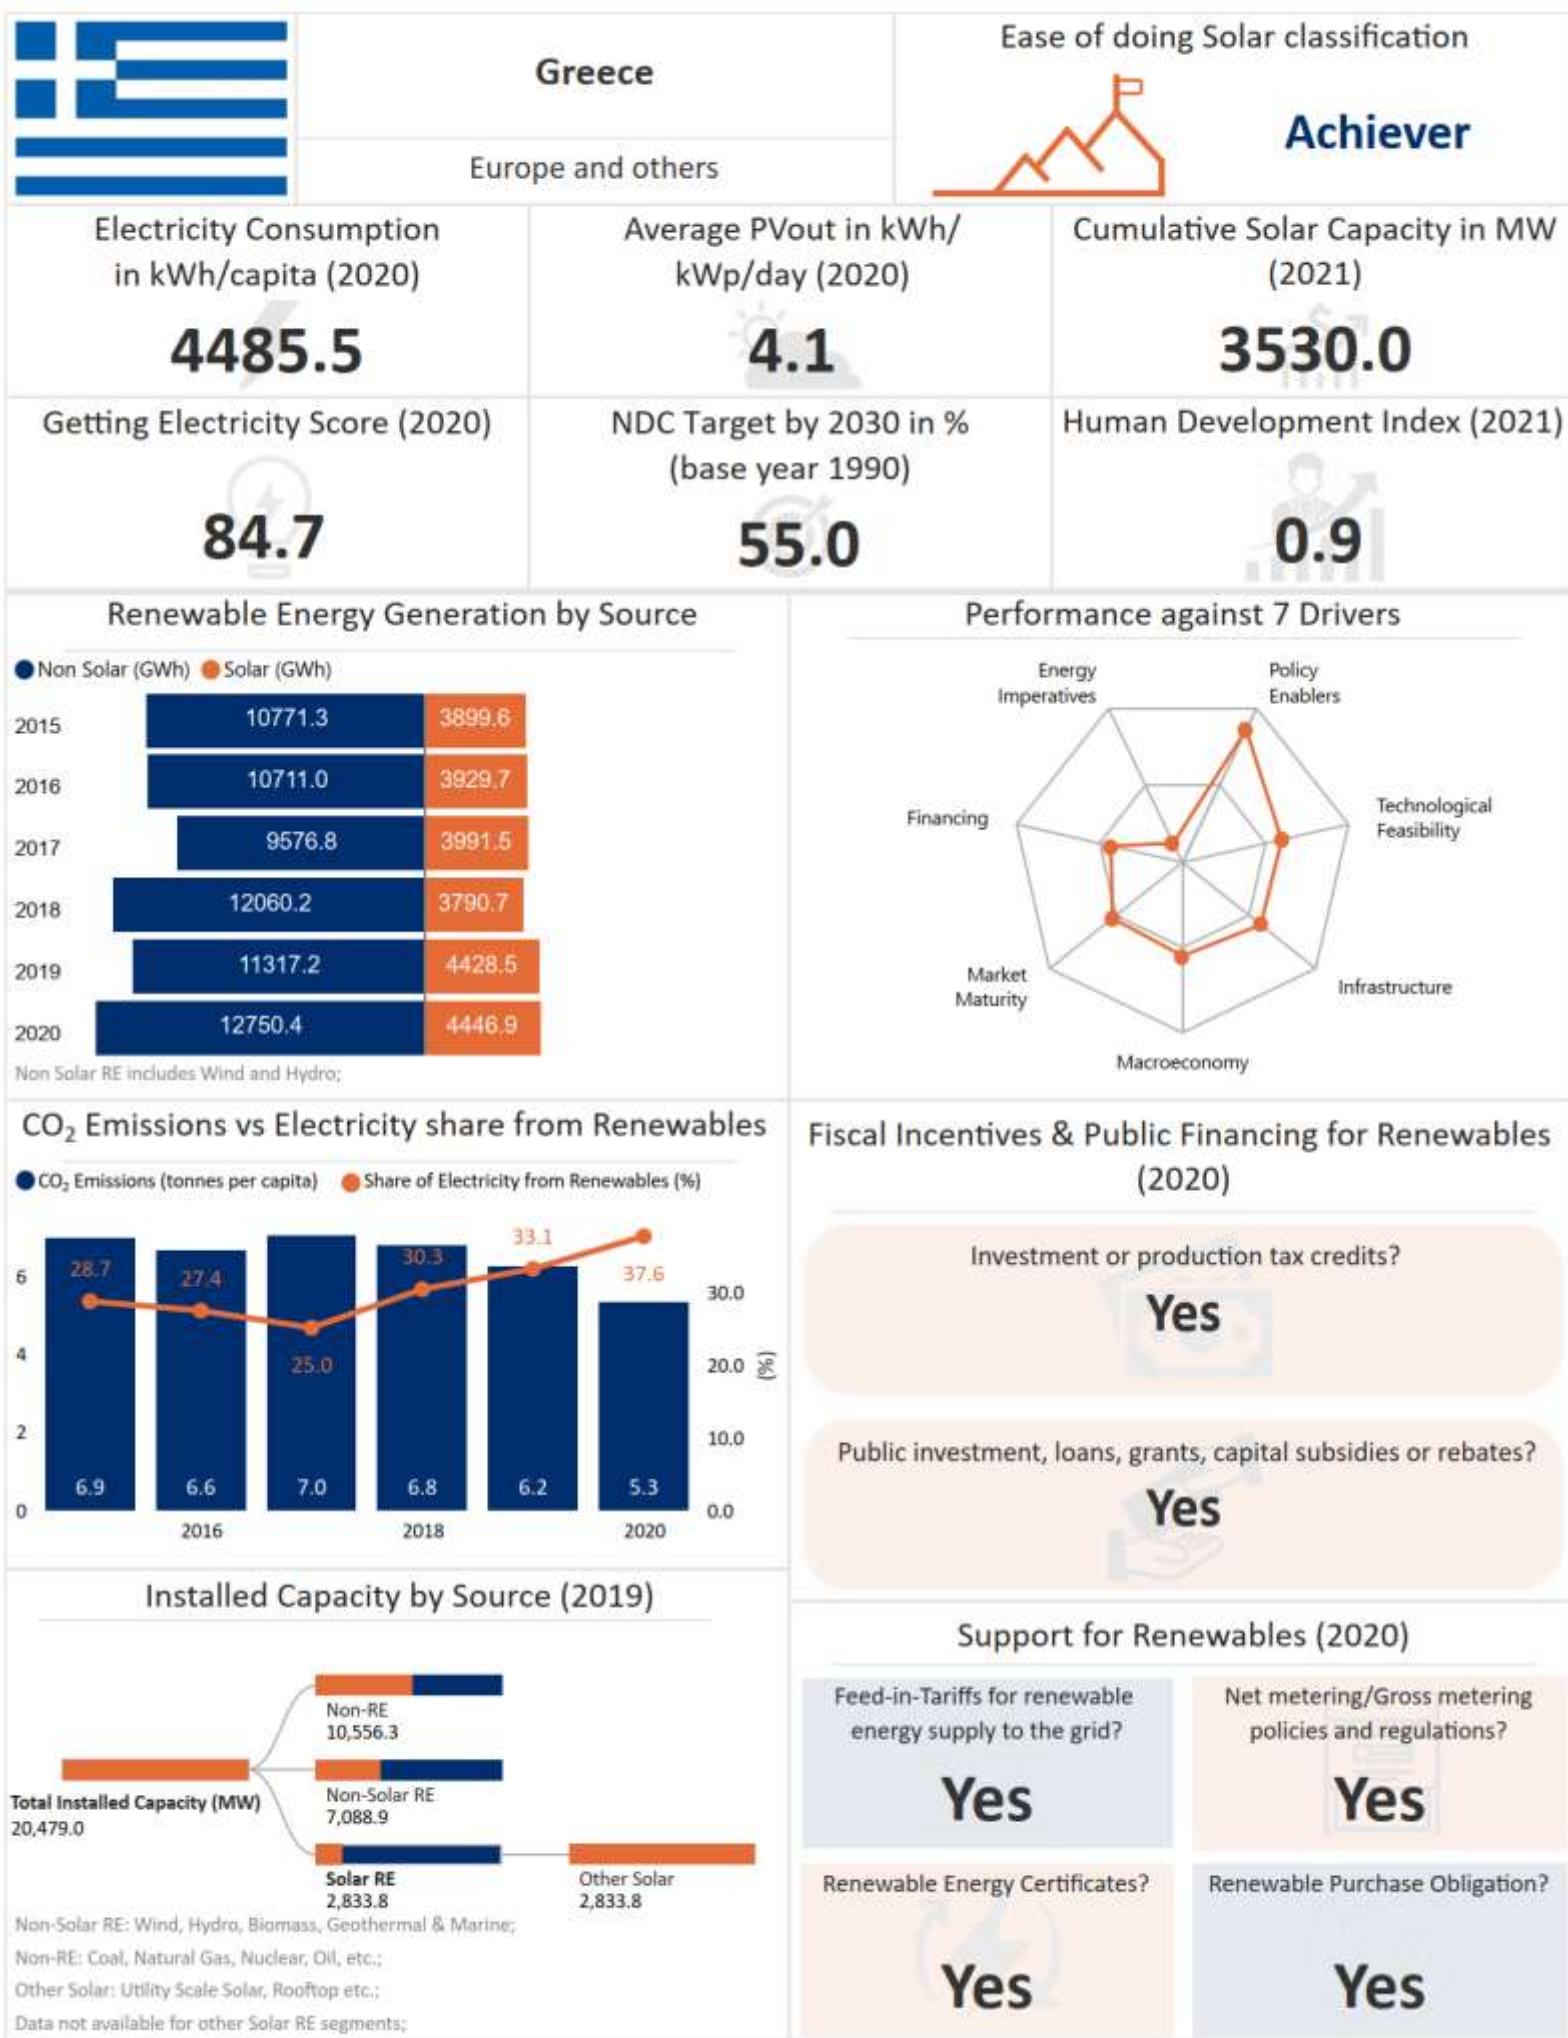 Greece
Europe and others
Ease of doing Solar classification
Achiever
Electricity Consumption
in kWh/capita (2020)
4485.5
Average PVout in kWh/
kWp/day (2020)
4.1
Cumulative Solar Capacity in MW
(2021)
3530.0
Getting Electricity Score (2020)
84.7
NDC Target by 2030 in %
(base year 1990)
55.0
Human Development Index (2021)
0.9
Renewable Energy Generation by Source
Non Solar (GWh) Solar (GWh)
2015 10771.3 3899.6
2016 10711.0 3929.7
2017 9576.8 3991.5
2018 12060.2 3790.7
2019 11317.2 4428.5
2020 12750.4 4446.9
Non Solar RE includes Wind and Hydro;
Performance against 7 Drivers
Energy
Imperatives
Policy
Enablers
Technological
Feasibility
Financing
Market
Maturity
Infrastructure
Macroeconomy
CO₂ Emissions vs Electricity share from Renewables
CO₂ Emissions (tonnes per capita) Share of Electricity from Renewables (%)
28.7 27.4 25.0 30.3 33.1 37.6
6
4
2
0
30.0
20.0
10.0
0.0
(%)
6.9 6.6 7.0 6.8 6.2 5.3
2016 2018 2020
Fiscal Incentives & Public Financing for Renewables
(2020)
Investment or production tax credits?
Yes
Public investment, loans, grants, capital subsidies or rebates?
Yes
Installed Capacity by Source (2019)
Total Installed Capacity (MW)
20,479.0
Non-RE
10,556.3
Non-Solar RE
7,088.9
Solar RE
2,833.8
Other Solar
2,833.8
Non-Solar RE: Wind, Hydro, Biomass, Geothermal & Marine;
Non-RE: Coal, Natural Gas, Nuclear, Oil, etc.;
Other Solar: Utility Scale Solar, Rooftop etc.;
Data not available for other Solar RE segments;
Support for Renewables (2020)
Feed-in-Tariffs for renewable
energy supply to the grid?
Yes
Net metering/Gross metering
policies and regulations?
Yes
Renewable Energy Certificates?
Yes
Renewable Purchase Obligation?
Yes